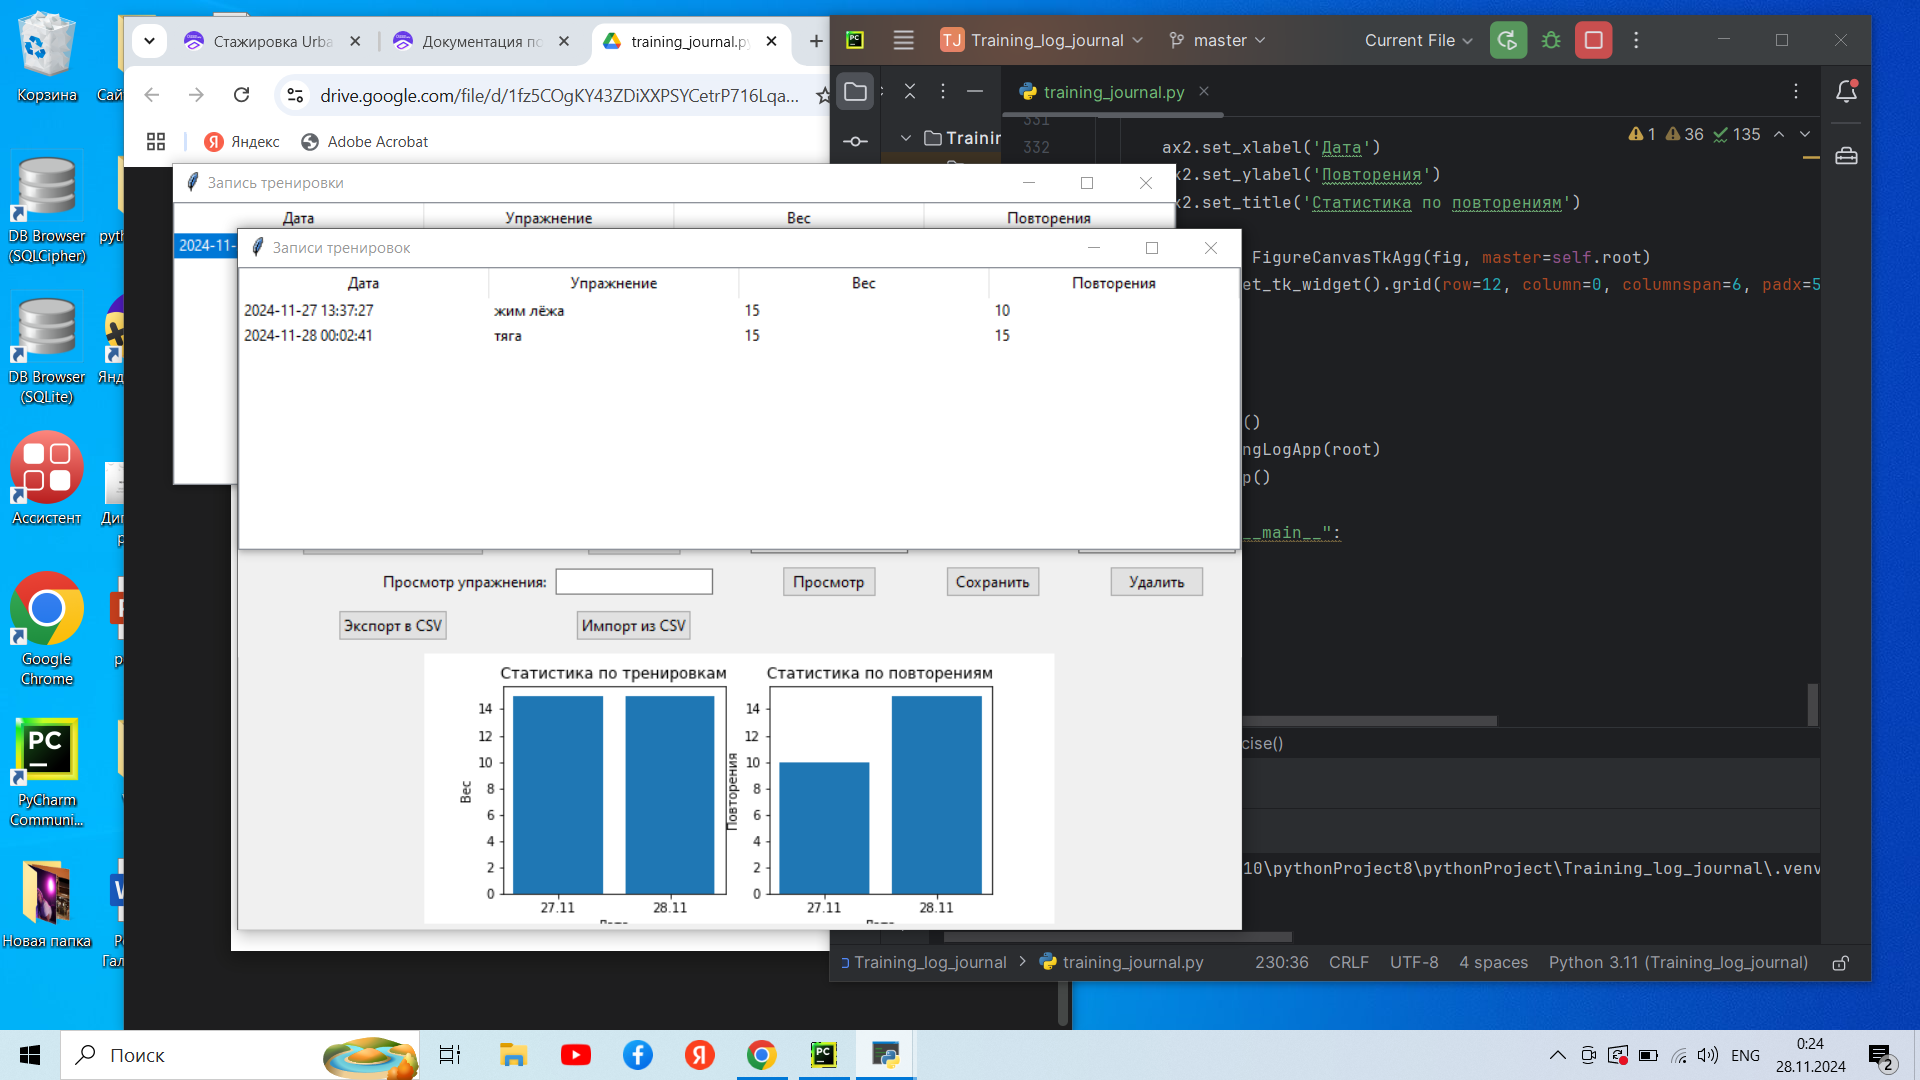 Корзина
DB Browser
(SQLCipher)
DB Browser
(SQLite)
Ассистент
Google
Chrome
PyCharm
Communi...
Новая папка
Стажировка Urba
training_journal.py
drive.google.com/file/d/1fz5COgKY43ZDiXXPSYCetrP716Lqa...
Яндекс
Adobe Acrobat
Запись тренировки
Дата Упражнение Вес Повторения
2024-11-
Записи тренировок
Дата Упражнение Вес Повторения
2024-11-27 13:37:27 жим лёжа 15 10
2024-11-28 00:02:41 тяга 15 15
Просмотр упражнения: Просмотр Сохранить Удалить
Экспорт в CSV Импорт из CSV
Статистика по тренировкам
Вес
14
12
10
8
6
4
2
0
27.11 28.11
Статистика по повторениям
Повторения
14
12
10
8
6
4
2
0
27.11 28.11
PC TJ Training_log_journal master Current File
training_journal.py
Trainin
1 36 135
331
332
ax2.set_xlabel('Дата')
x2.set_ylabel('Повторения')
x2.set_title('Статистика по повторениям')
FigureCanvasTkAgg(fig, master=self.root)
et_tk_widget().grid(row=12, column=0, columnspan=6, padx=5
()
ngLogApp(root)
p()
__main__":
cise()
10\pythonProject8\pythonProject\Training_log_journal\.venv
Training_log_journal > training_journal.py 230:36 CRLF UTF-8 4 spaces Python 3.11 (Training_log_journal)
Поиск
ENG
0:24
28.11.2024
2